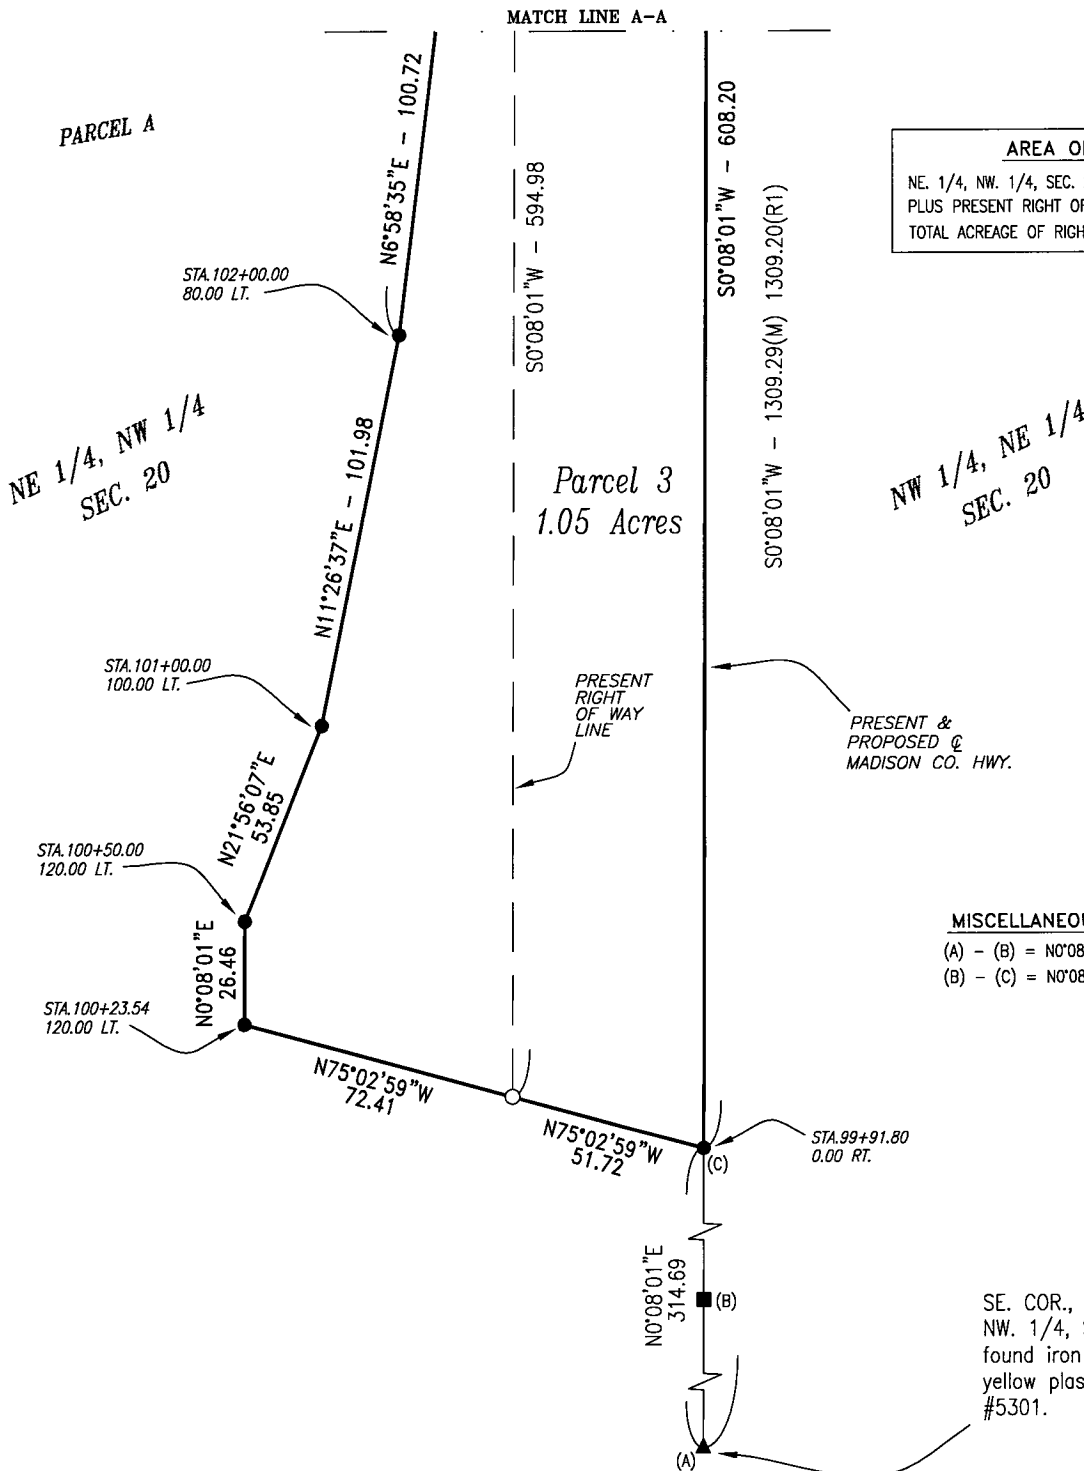 MATCH LINE A-A
PARCEL A
N6°58'35"E - 100.72
S0°08'01"W - 594.98
S0°08'01"W - 608.20
S0°08'01"W - 1309.29(M) 1309.20(R1)
AREA O
NE. 1/4, NW. 1/4, SEC.
PLUS PRESENT RIGHT O
TOTAL ACREAGE OF RIGH
STA.102+00.00
80.00 LT.
NE 1/4, NW 1/4
SEC. 20
N11°26'37"E - 101.98
Parcel 3
1.05 Acres
NW 1/4, NE 1/4
SEC. 20
STA.101+00.00
100.00 LT.
PRESENT
RIGHT
OF WAY
LINE
PRESENT &
PROPOSED ℄
MADISON CO. HWY.
N21°56'07"E
53.85
STA.100+50.00
120.00 LT.
N0°08'01"E
26.46
MISCELLANEO
(A) - (B) = N0°08
(B) - (C) = N0°08
STA.100+23.54
120.00 LT.
N75°02'59"W
72.41
N75°02'59"W
51.72
(C)
STA.99+91.80
0.00 RT.
N0°08'01"E
314.69
(B)
SE. COR.,
NW. 1/4,
found iron
yellow plas
#5301.
(A)